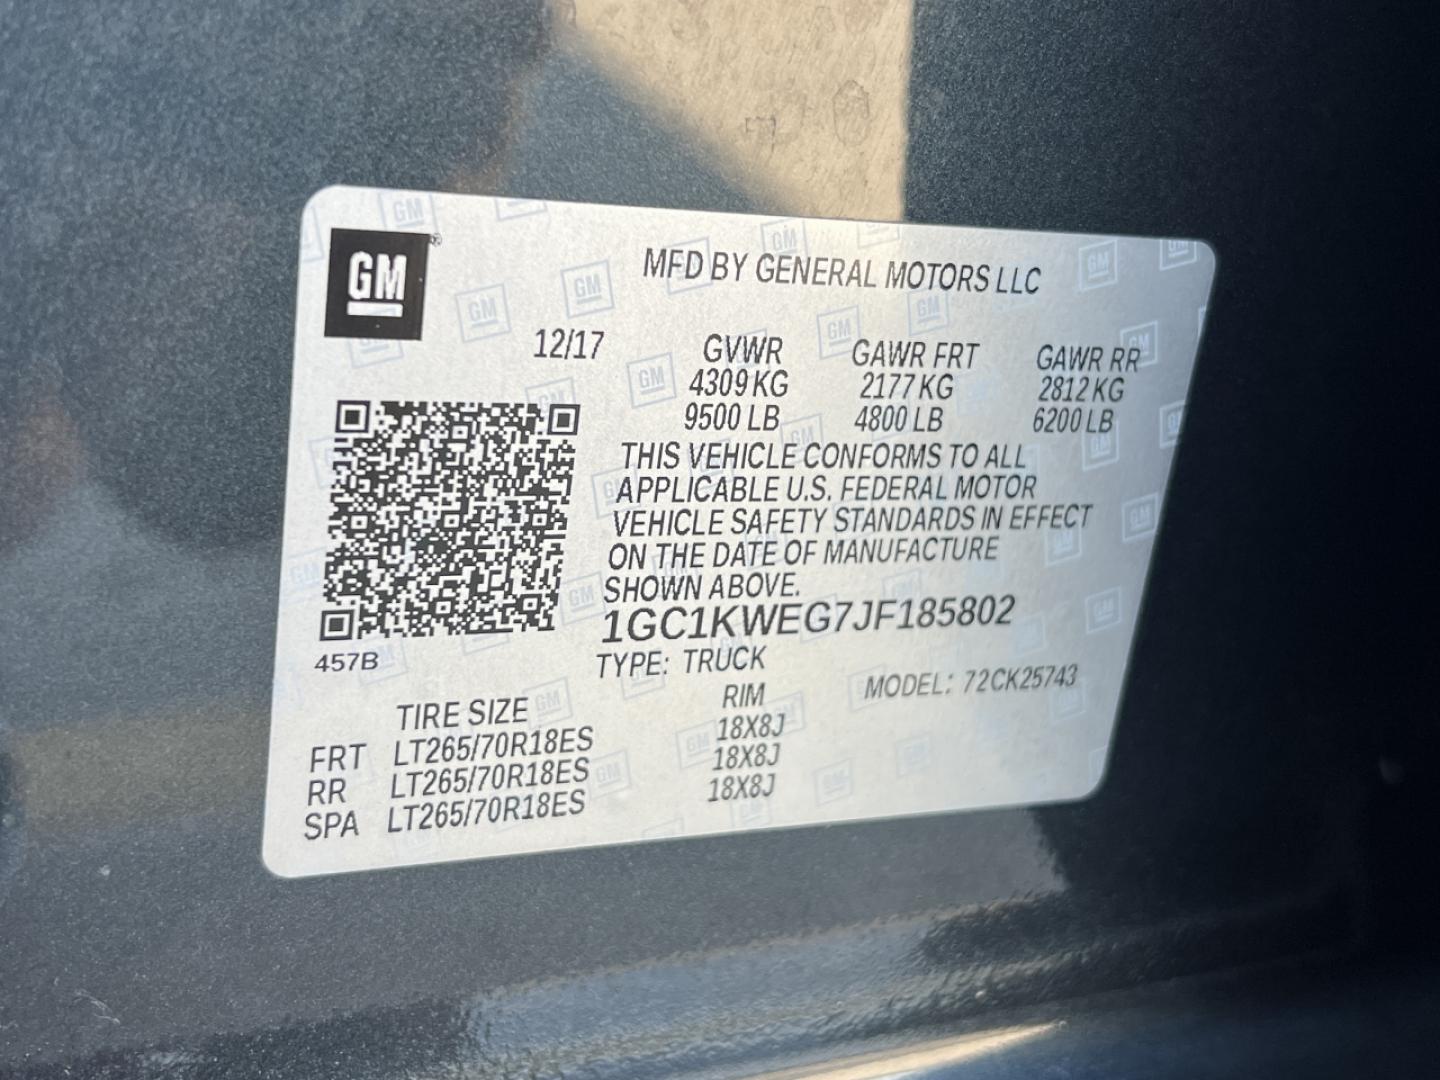 GM
MFD BY GENERAL MOTORS LLC
12/17 GVWR GAWR FRT GAWR RR
4309 KG 2177 KG 2812 KG
9500 LB 4800 LB 6200 LB
THIS VEHICLE CONFORMS TO ALL
APPLICABLE U.S. FEDERAL MOTOR
VEHICLE SAFETY STANDARDS IN EFFECT
ON THE DATE OF MANUFACTURE
SHOWN ABOVE.
1GC1KWEG7JF185802
457B
TYPE: TRUCK
MODEL: 72CK25743
TIRE SIZE RIM
FRT LT265/70R18ES 18X8J
RR LT265/70R18ES 18X8J
SPA LT265/70R18ES 18X8J